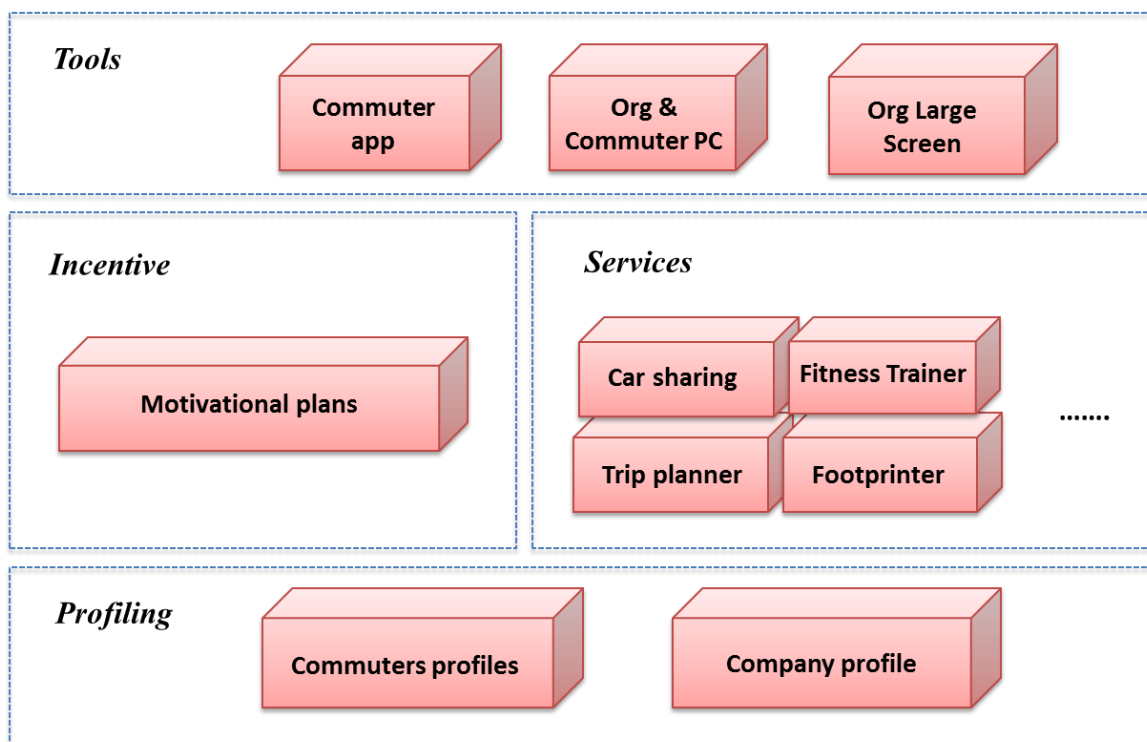 Tools
Commuter
app
Org &
Commuter PC
Org Large
Screen
Incentive
Motivational plans
Services
Car sharing
Fitness Trainer
Trip planner
Footprinter
.......
Profiling
Commuters profiles
Company profile